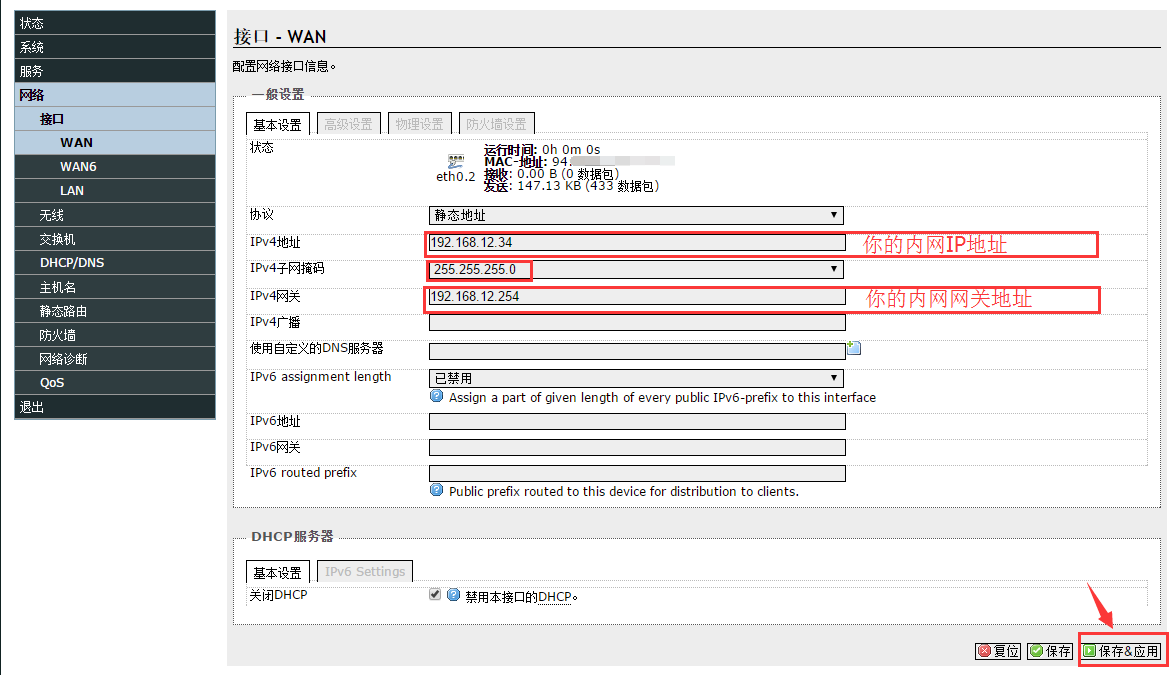 状态
系统
服务
网络
接口
WAN
WAN6
LAN
无线
交换机
DHCP/DNS
主机名
静态路由
防火墙
网络诊断
QoS
退出
接口 - WAN
配置网络接口信息。
一般设置
基本设置 高级设置 物理设置 防火墙设置
状态
eth0.2
运行时间: 0h 0m 0s
MAC-地址: 94.
接收: 0.00 B (0 数据包)
发送: 147.13 KB (433 数据包)
协议 静态地址
IPv4地址 192.168.12.34 你的内网IP地址
IPv4子网掩码 255.255.255.0
IPv4网关 192.168.12.254 你的内网网关地址
IPv4广播
使用自定义的DNS服务器
IPv6 assignment length 已禁用
Assign a part of given length of every public IPv6-prefix to this interface
IPv6地址
IPv6网关
IPv6 routed prefix
Public prefix routed to this device for distribution to clients.
DHCP服务器
基本设置 IPv6 Settings
关闭DHCP 禁用本接口的DHCP。
复位 保存 保存&应用